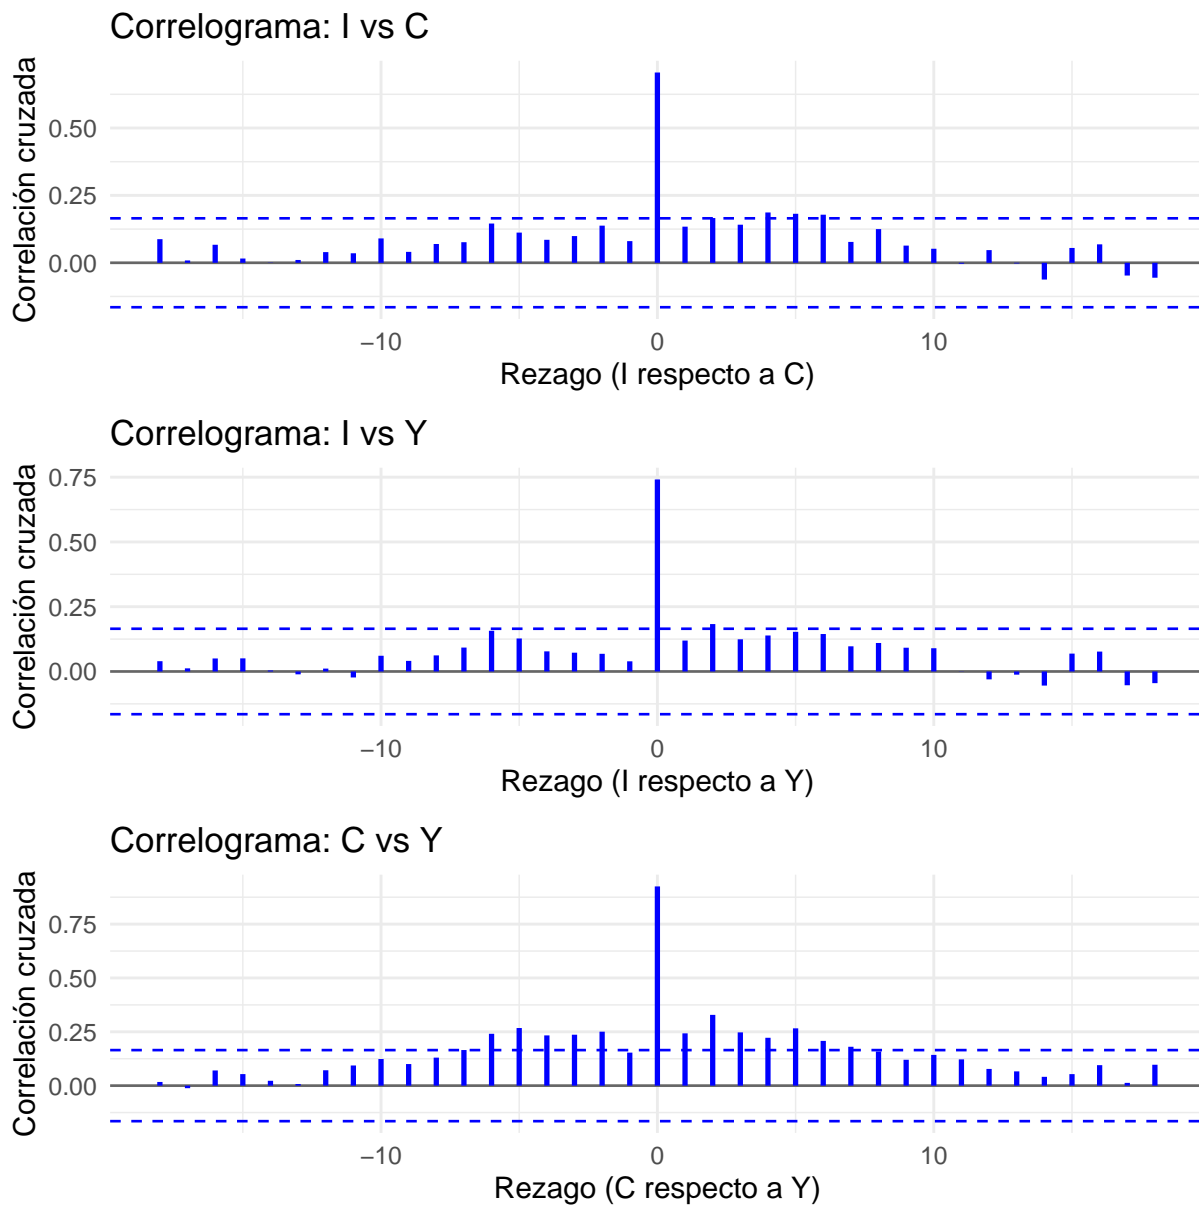 Correlograma: I vs C
Correlación cruzada
0.50
0.25
0.00
−10 0 10
Rezago (I respecto a C)
Correlograma: I vs Y
Correlación cruzada
0.75
0.50
0.25
0.00
−10 0 10
Rezago (I respecto a Y)
Correlograma: C vs Y
Correlación cruzada
0.75
0.50
0.25
0.00
−10 0 10
Rezago (C respecto a Y)